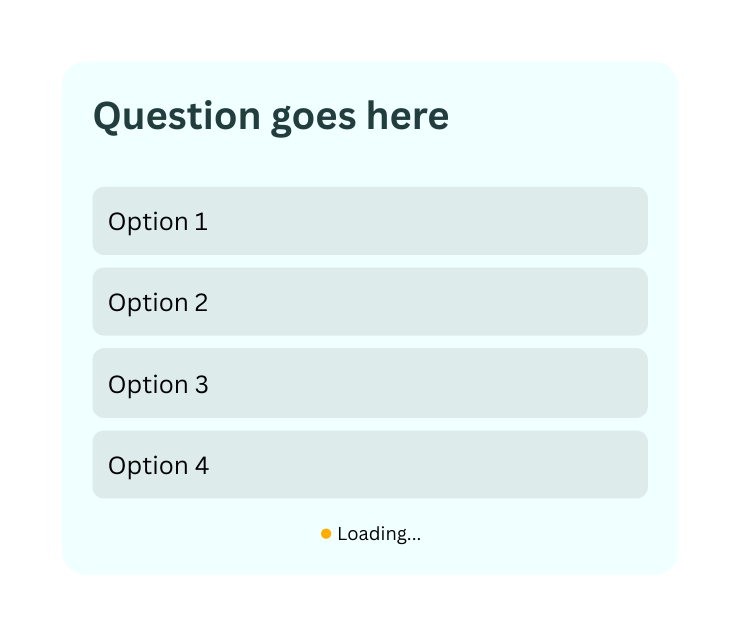 Question goes here
Option 1
Option 2
Option 3
Option 4
Loading...